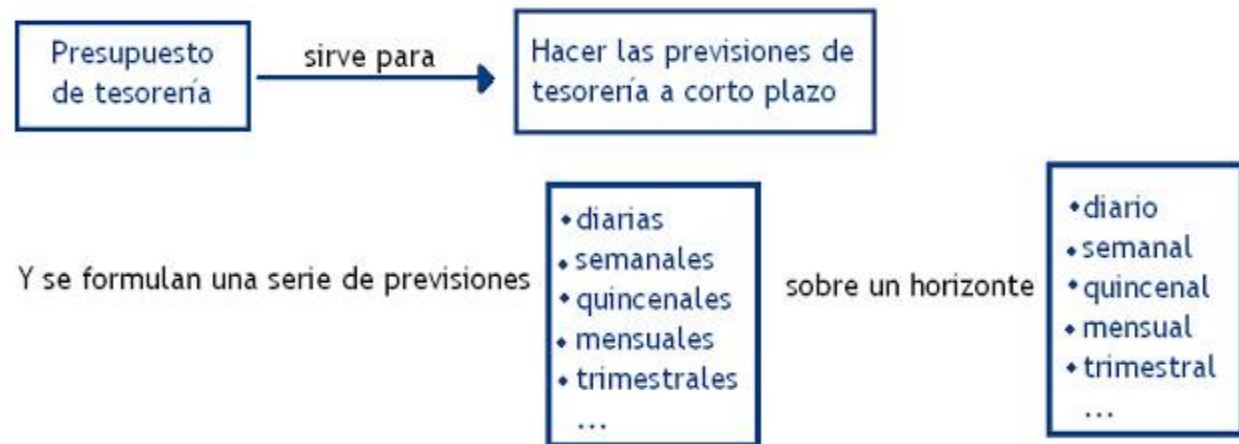 Presupuesto
de tesorería
sirve para
Hacer las previsiones de
tesorería a corto plazo
Y se formulan una serie de previsiones
• diarias
• semanales
• quincenales
• mensuales
• trimestrales
...
sobre un horizonte
• diario
• semanal
• quincenal
• mensual
• trimestral
...